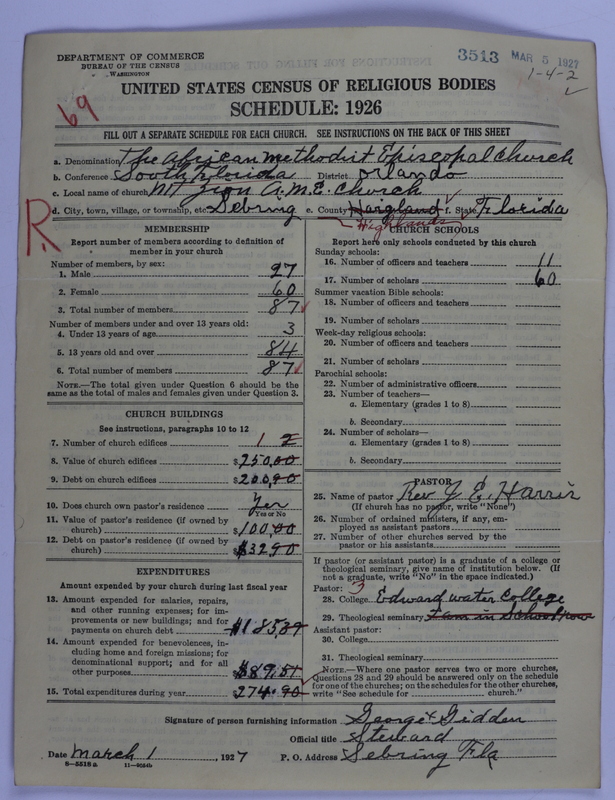 DEPARTMENT OF COMMERCE
BUREAU OF THE CENSUS
WASHINGTON
3513 MAR 5 1927
1-4-2
69
UNITED STATES CENSUS OF RELIGIOUS BODIES
SCHEDULE: 1926
FILL OUT A SEPARATE SCHEDULE FOR EACH CHURCH. SEE INSTRUCTIONS ON THE BACK OF THIS SHEET
a. Denomination The African Methodist Episcopal Church
b. Conference South Florida District Orlando
c. Local name of church MT Zion A.M.E. Church
d. City, town, village, or township, etc. Sebring e. County Highlands f. State Florida
R.
MEMBERSHIP
Report number of members according to definition of member in your church
Number of members, by sex:
1. Male 27
2. Female 60
3. Total number of members 87
Number of members under and over 13 years old:
4. Under 13 years of age 3
5. 13 years old and over 84
6. Total number of members 87
NOTE.—The total given under Question 6 should be the
same as the total of males and females given under Question 3.
CHURCH BUILDINGS
See instructions, paragraphs 10 to 12
7. Number of church edifices 1 2
8. Value of church edifices $750.00
9. Debt on church edifices $200.00
10. Does church own pastor's residence? Yes
Yes or No
11. Value of pastor's residence (if owned by
church) $100.00
12. Debt on pastor's residence (if owned by
church) $32.90
EXPENDITURES
Amount expended by your church during last fiscal year
13. Amount expended for salaries, repairs,
and other running expenses; for im-
provements or new buildings; and for
payments on church debt $185.39
14. Amount expended for benevolences, in-
cluding home and foreign missions; for
denominational support; and for all
other purposes $89.51
15. Total expenditures during year 274.90
CHURCH SCHOOLS
Report here only schools conducted by this church
Sunday schools:
16. Number of officers and teachers 11
17. Number of scholars 60
Summer vacation Bible schools:
18. Number of officers and teachers
19. Number of scholars
Week-day religious schools:
20. Number of officers and teachers
21. Number of scholars
Parochial schools:
22. Number of administrative officers
23. Number of teachers—
a. Elementary (grades 1 to 8)
b. Secondary
24. Number of scholars—
a. Elementary (grades 1 to 8)
b. Secondary
PASTOR
25. Name of pastor Rev J. E. Harris
(If church has no pastor, write "None")
26. Number of ordained ministers, if any, em-
ployed as assistant pastors
27. Number of other churches served by the
pastor or his assistants
If pastor (or assistant pastor) is a graduate of a college or
theological seminary, give name of institution below. (If
not a graduate, write "No" in the space indicated.)
Pastor: 3
28. College Edward water College
29. Theological seminary I am in School now
Assistant pastor:
30. College
31. Theological seminary
NOTE.—Where one pastor serves two or more churches,
Questions 28 and 29 should be answered only on the schedule
for one of the churches; on the schedules for the other churches,
write "See schedule for church."
Signature of person furnishing information George Gidden
Official title Steward
Date March 1, 1927 P. O. Address Sebring Fla
8-5518a